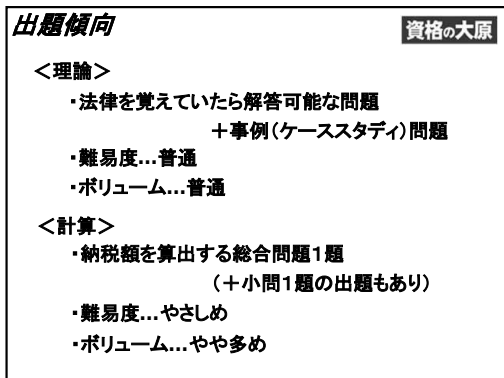 出題傾向
資格の大原
＜理論＞
・法律を覚えていたら解答可能な問題
＋事例（ケーススタディ）問題
・難易度…普通
・ボリューム…普通
＜計算＞
・納税額を算出する総合問題１題
（＋小問１題の出題もあり）
・難易度…やさしめ
・ボリューム…やや多め